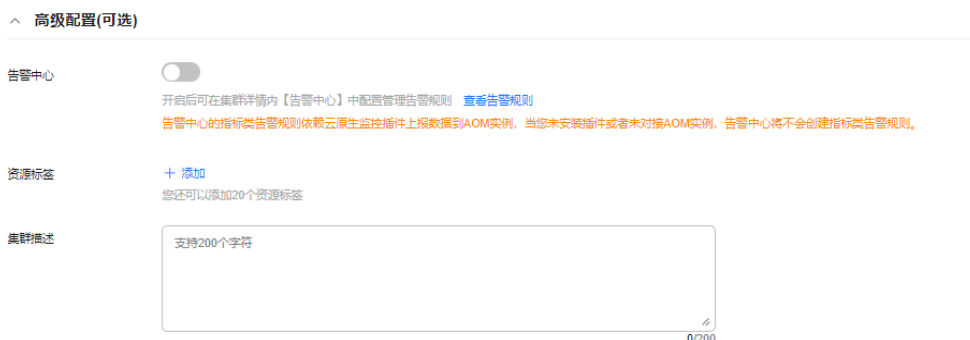 高级配置(可选)
告警中心
开启后可在集群详情内【告警中心】中配置管理告警规则 查看告警规则
告警中心的指标类告警规则依赖云原生监控插件上报数据到AOM实例，当您未安装插件或者未对接AOM实例，告警中心将不会创建指标类告警规则。
资源标签
+ 添加
您还可以添加20个资源标签
集群描述
支持200个字符
0/200